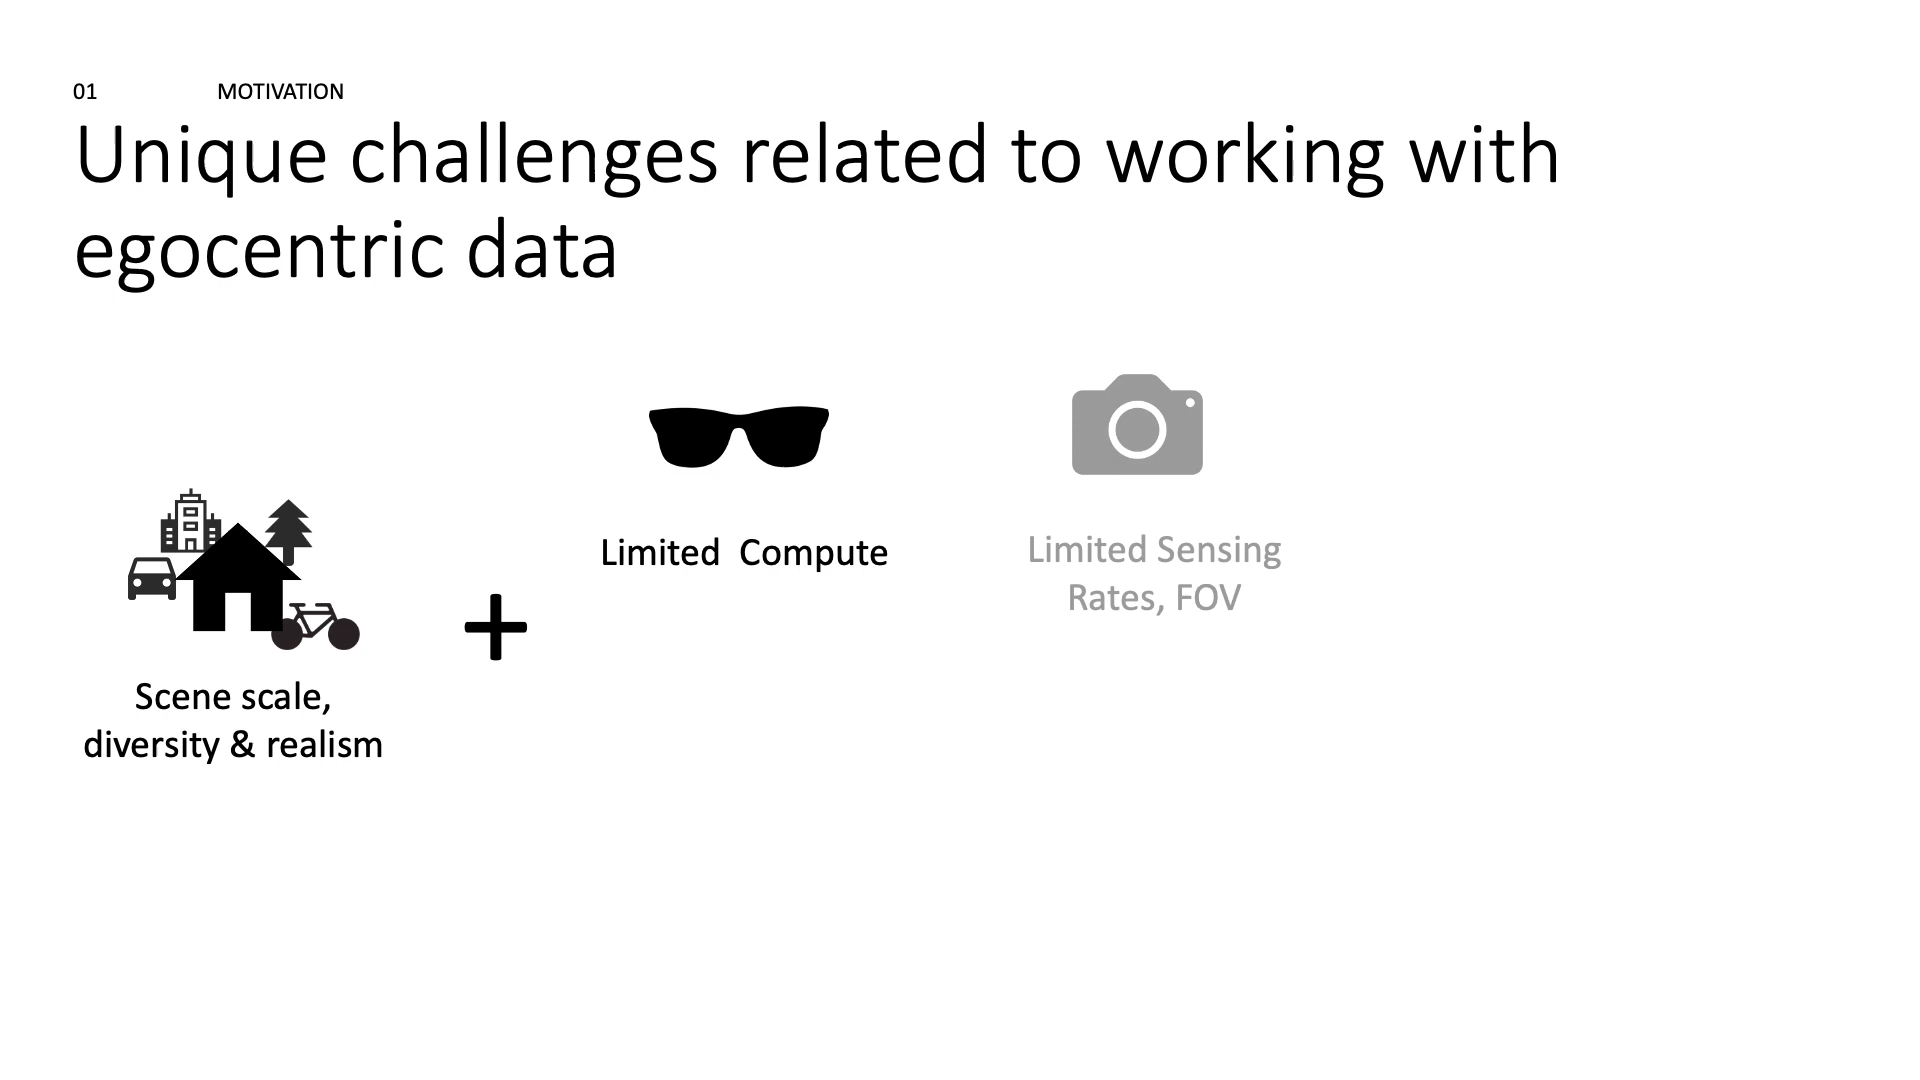 01 MOTIVATION
Unique challenges related to working with
egocentric data
Scene scale,
diversity & realism
+
Limited  Compute
Limited Sensing
Rates, FOV